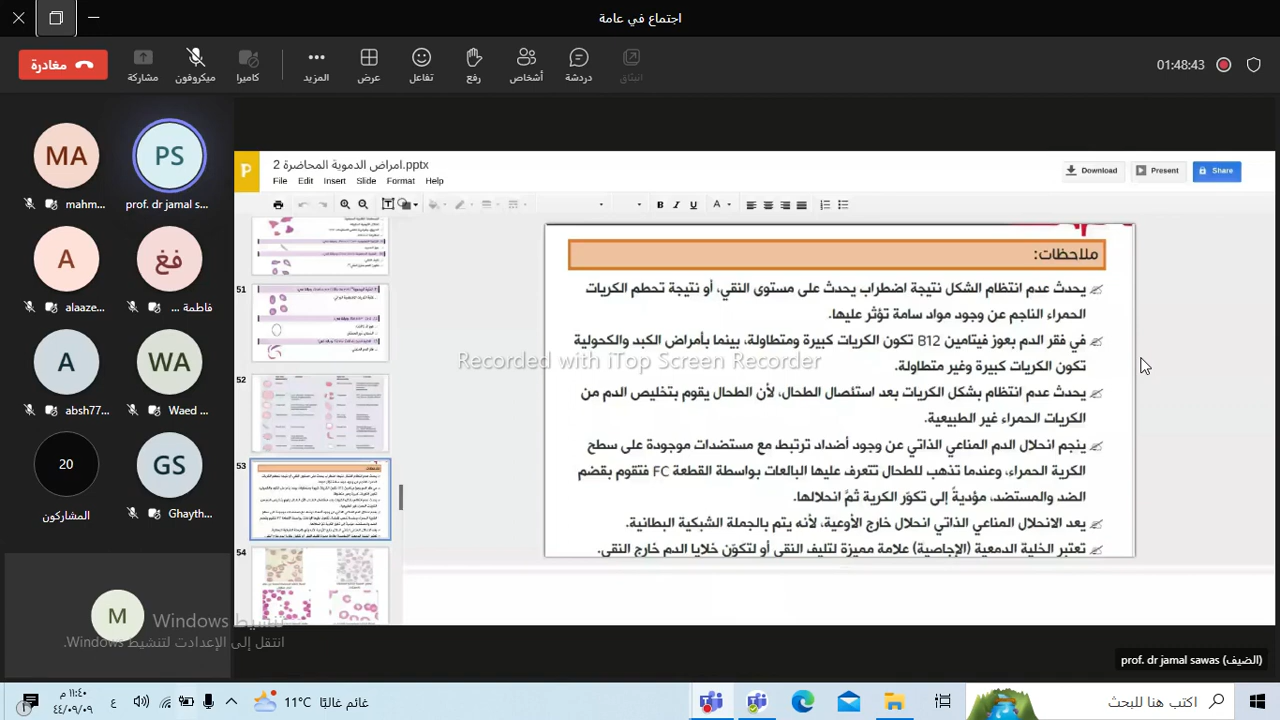 اجتماع في عامة
مغادرة
مشاركة
ميكروفون
كاميرا
المزيد
عرض
تفاعل
رفع
أشخاص
دردشة
انبثاق
01:48:43
MA
PS
mahm...
prof. dr jamal s...
A
فغ
alaaze...
فاطمة ...
A
WA
abofi 77...
Waar ...
20
GS
المشاركون
Ghayth...
M
تنشيط Windows
انتقل إلى الإعدادت لتنشيط Windows.
امراض الدموية المحاضرة 2.pptx
File Edit Insert Slide Format Help
Download
Present
Share
B I U A
51
52
53
54
ملاحظات:
يحدث عدم انتظام الشكل نتيجة اضطراب يحدث على مستوى النقي، أو نتيجة تحطم الكريات
الحمراء الناجم عن وجود مواد سامة تؤثر عليها.
في فقر الدم بعوز فيتامين B12 تكون الكريات كبيرة ومتطاولة، بينما بأمراض الكبد والكحولية
تكون الكريات كبيرة وغير متطاولة.
يحدث عدم انتظام بشكل الكريات بعد استئصال الطحال، لأن الطحال يقوم بتخليص الدم من
الكريات الحمراء غير الطبيعية.
ينجم انحلال الدم المناعي الذاتي عن وجود أضداد ترتبط مع مستضدات موجودة على سطح
الكرية الحمراء، وعندما تذهب للطحال تتعرف عليها البالعات بواسطة القطعة FC فتقوم بقضم
الضد والمستضد، مؤديةً إلى تكوّر الكرية ثمَّ انحلالها.
يعد الانحلال المناعي الذاتي انحلال خارج الأوعية، لأنه يتم بالجملة الشبكية البطانية.
تعتبر الخلية الدمعية (الإجاصية) علامة مميزة لتليف النقي أو لتكوّن خلايا الدم خارج النقي.
Recorded with iTop Screen Recorder
prof. dr jamal sawas (الضيف)
١١:٤٠ م
٤٤/٠٩/٠٩
ع
11°C غائم غالبًا
اكتب هنا للبحث